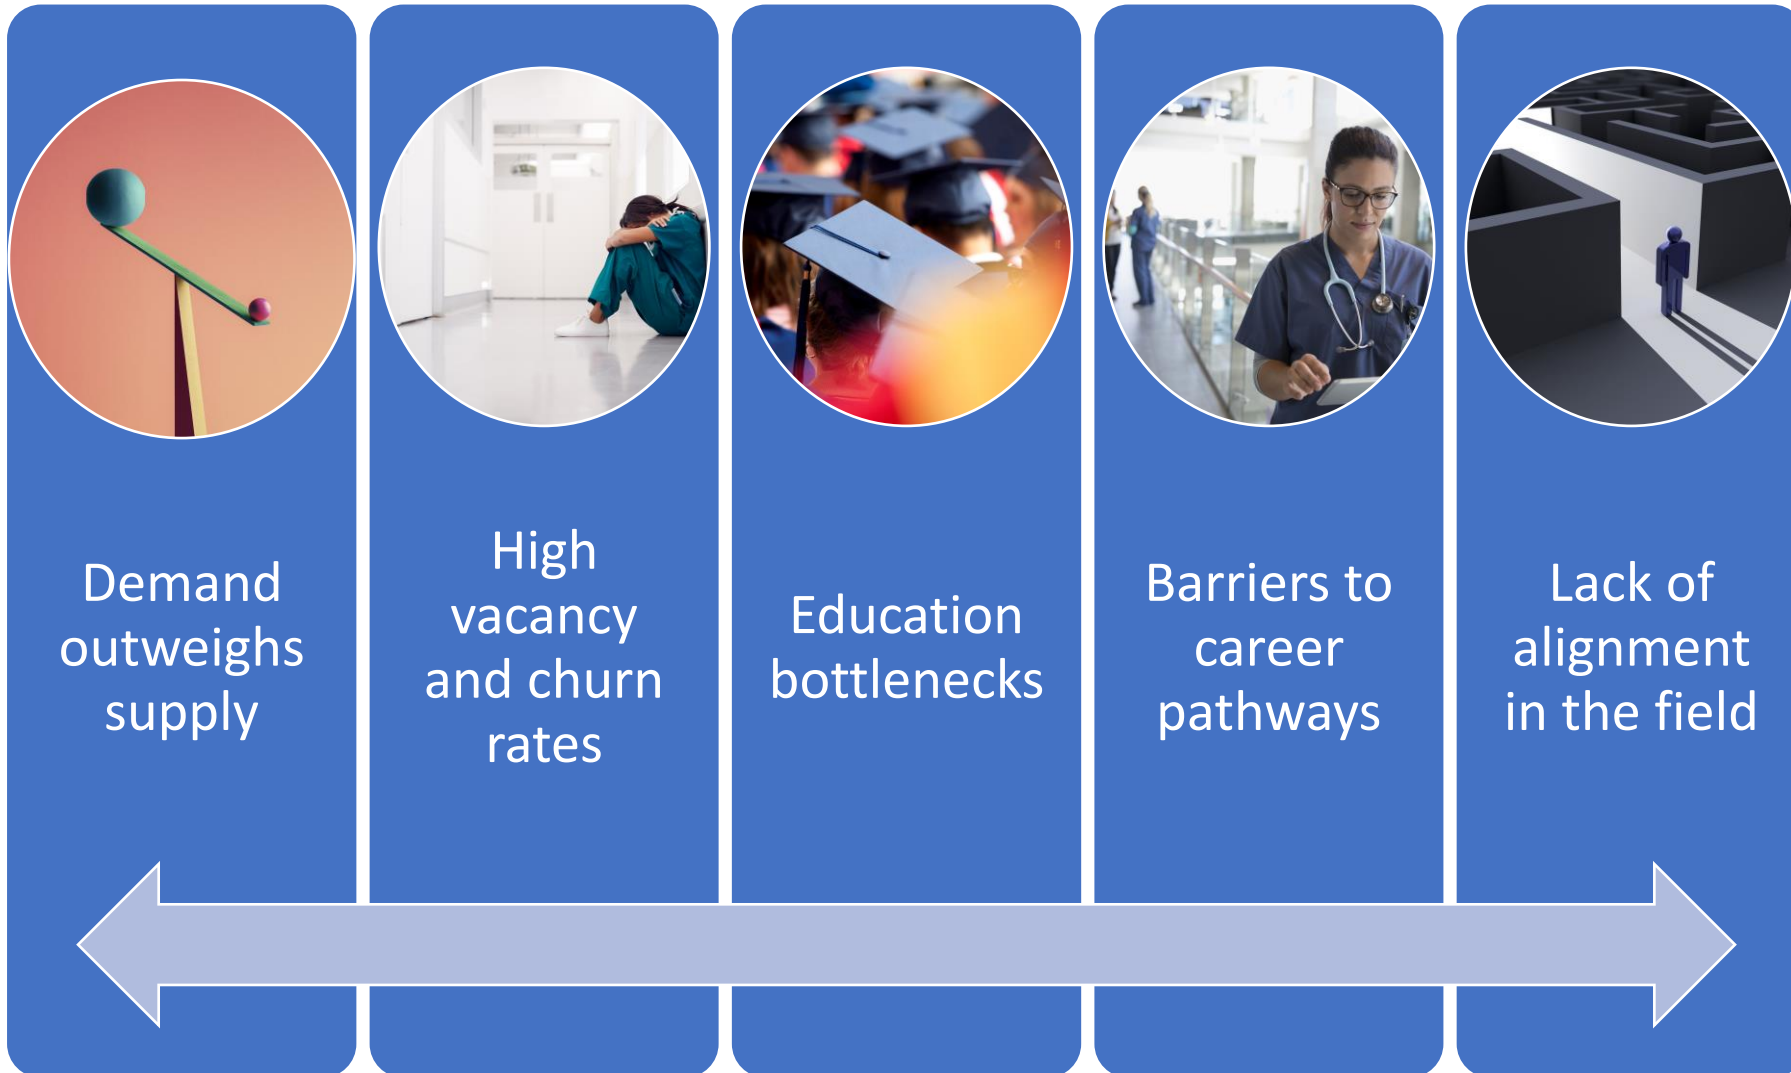 Demand
outweighs
supply
High
vacancy
and churn
rates
Education
bottlenecks
Barriers to
career
pathways
Lack of
alignment
in the field